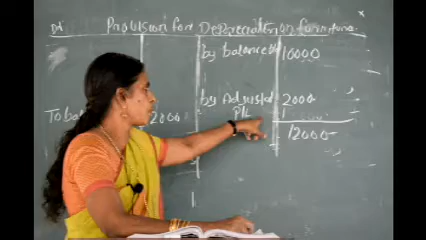 Dr Provision for Depreciation on furniture
by balance b/d 10000
by Adjusted 2000
To bal 12000 P/L
12000